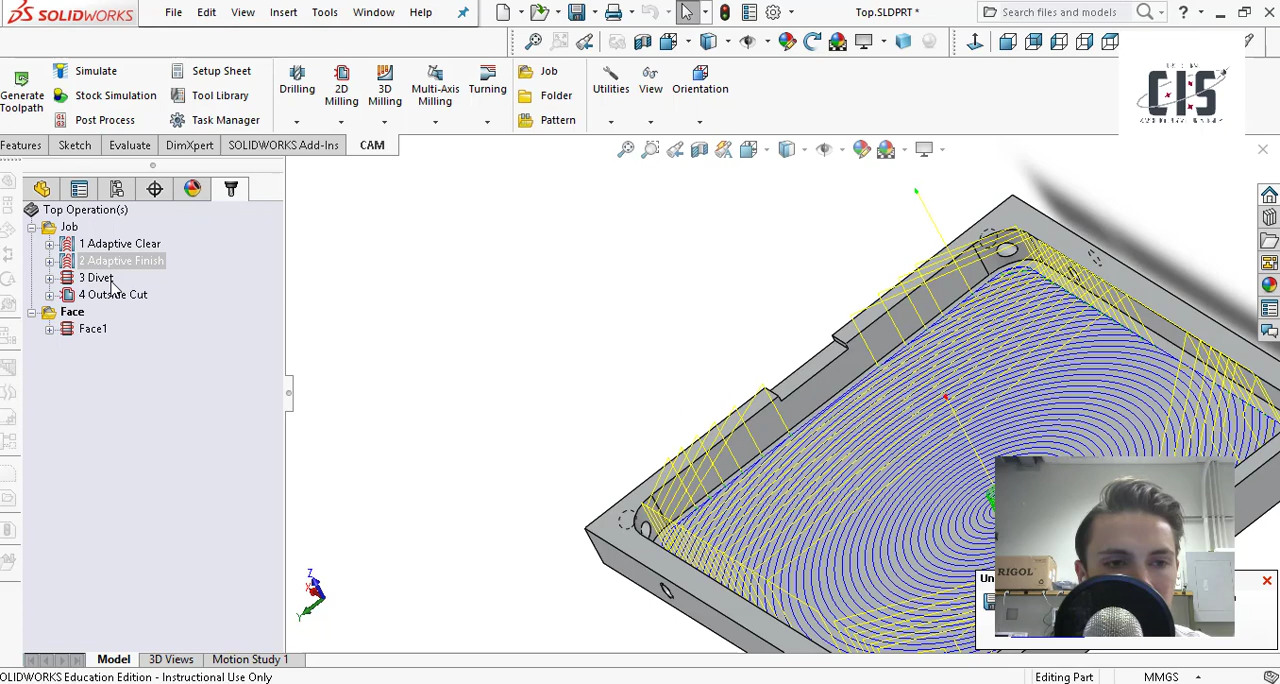 SOLIDWORKS
File Edit View Insert Tools Window Help
Top.SLDPRT *
Search files and models
Generate Toolpath
Simulate
Stock Simulation
Post Process
G1 G2
Setup Sheet
Tool Library
Task Manager
Drilling
2D Milling
3D Milling
Multi-Axis Milling
Turning
Job
Folder
Pattern
Utilities
View
Orientation
CIS
Features Sketch Evaluate DimXpert SOLIDWORKS Add-Ins CAM
Top Operation(s)
Job
1 Adaptive Clear
2 Adaptive Finish
3 Divet
4 Outside Cut
Face
Face1
Z
X
Y
Un
RIGOL
Model 3D Views Motion Study 1
OLIDWORKS Education Edition - Instructional Use Only
Editing Part MMGS